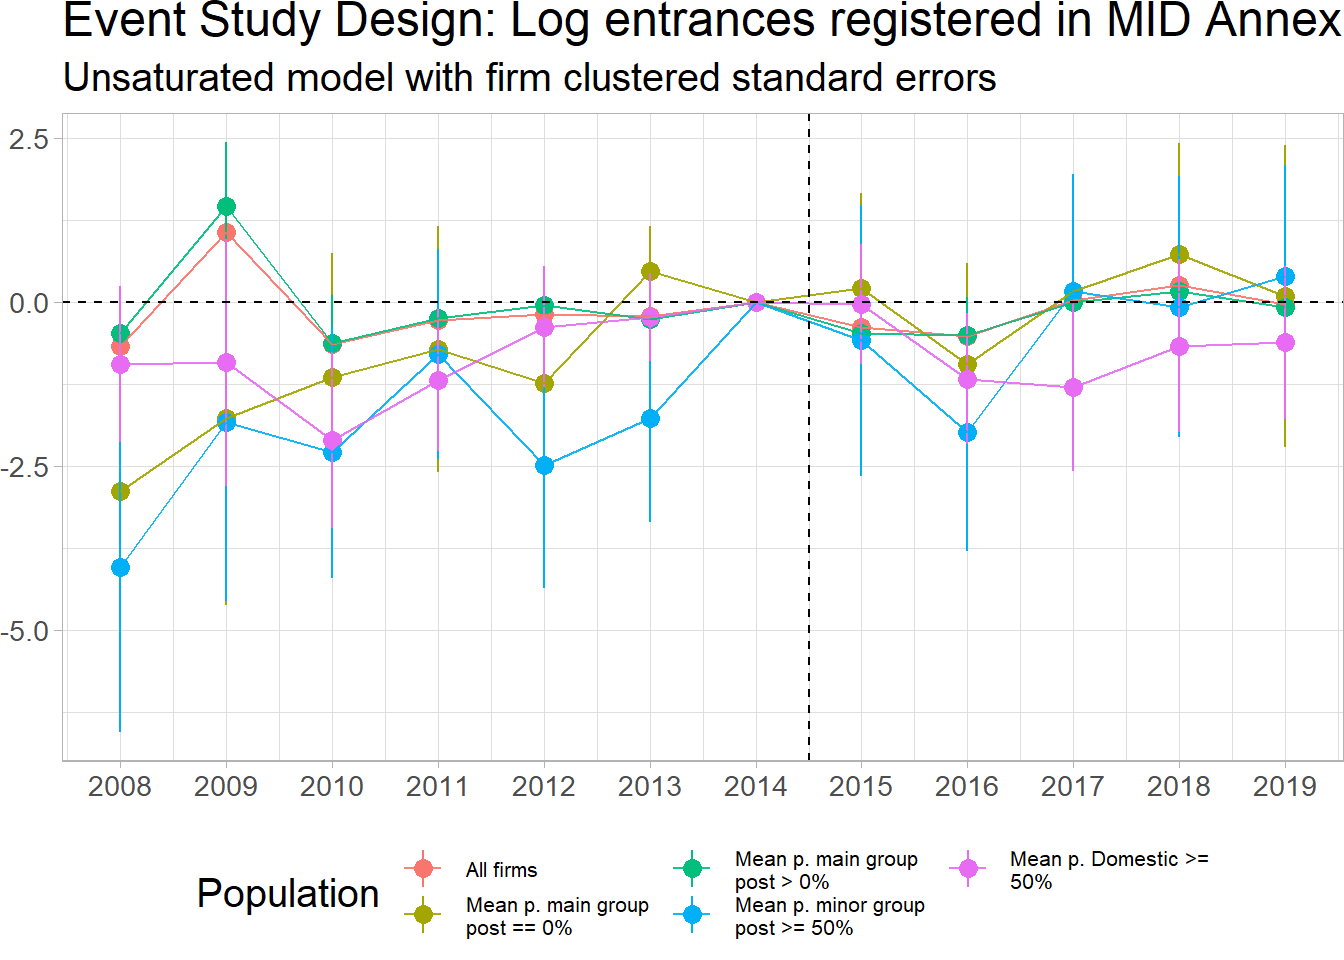 Event Study Design: Log entrances registered in MID Annex
Unsaturated model with firm clustered standard errors
2.5
0.0
-2.5
-5.0
2008 2009 2010 2011 2012 2013 2014 2015 2016 2017 2018 2019
Population
All firms
Mean p. main group
post == 0%
Mean p. main group
post > 0%
Mean p. minor group
post >= 50%
Mean p. Domestic >=
50%